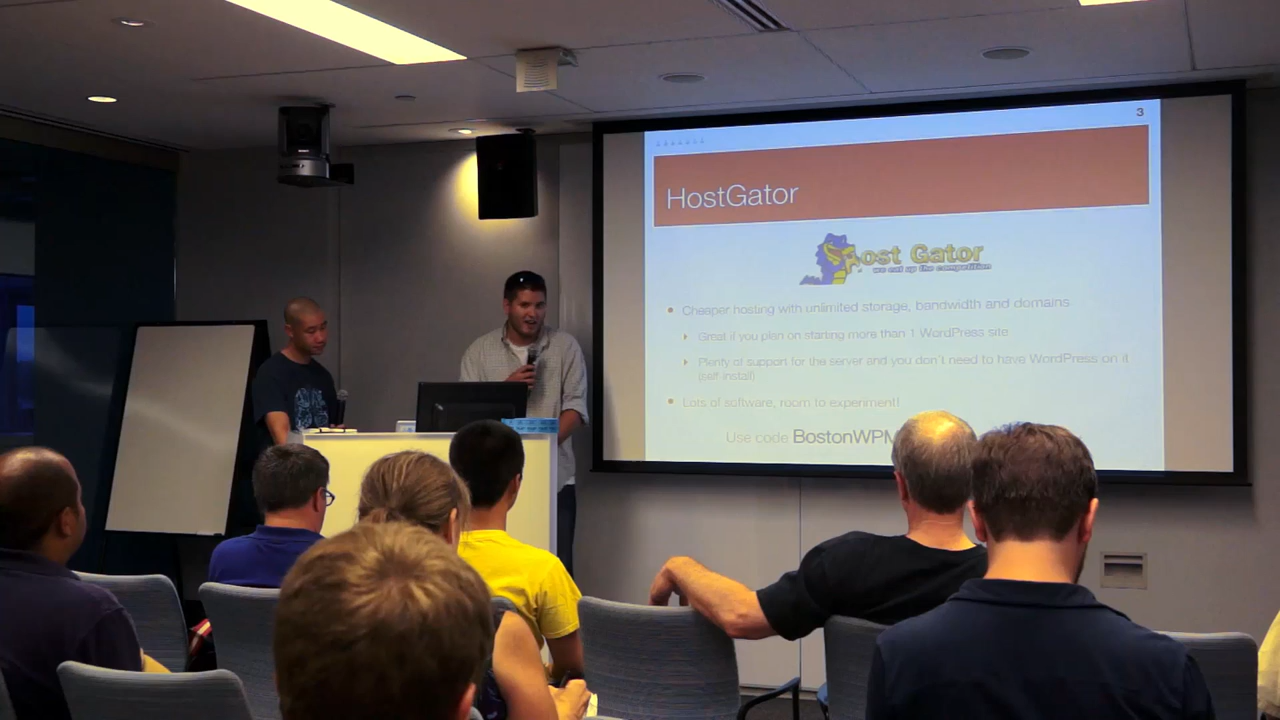 3
HostGator
Host Gator
we eat up the competition
Cheaper hosting with unlimited storage, bandwidth and domains
Great if you plan on starting more than 1 WordPress site
Plenty of support for the server and you don't need to have WordPress on it
(self install)
Lots of software, room to experiment!
Use code BostonWPM